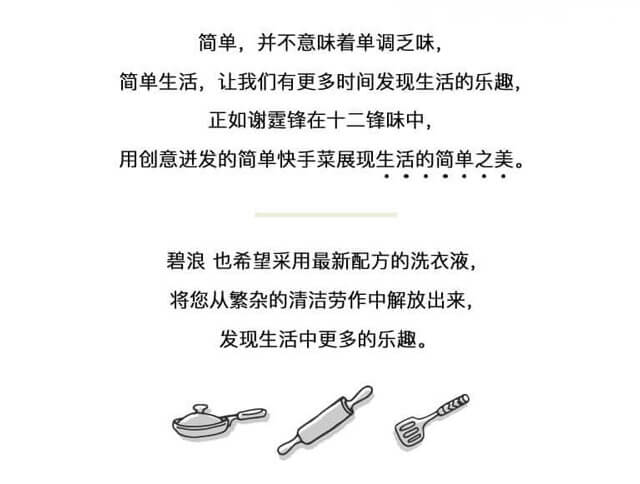 简单，并不意味着单调乏味，
简单生活，让我们有更多时间发现生活的乐趣，
正如谢霆锋在十二锋味中，
用创意迸发的简单快手菜展现生活的简单之美。
碧浪 也希望采用最新配方的洗衣液，
将您从繁杂的清洁劳作中解放出来，
发现生活中更多的乐趣。